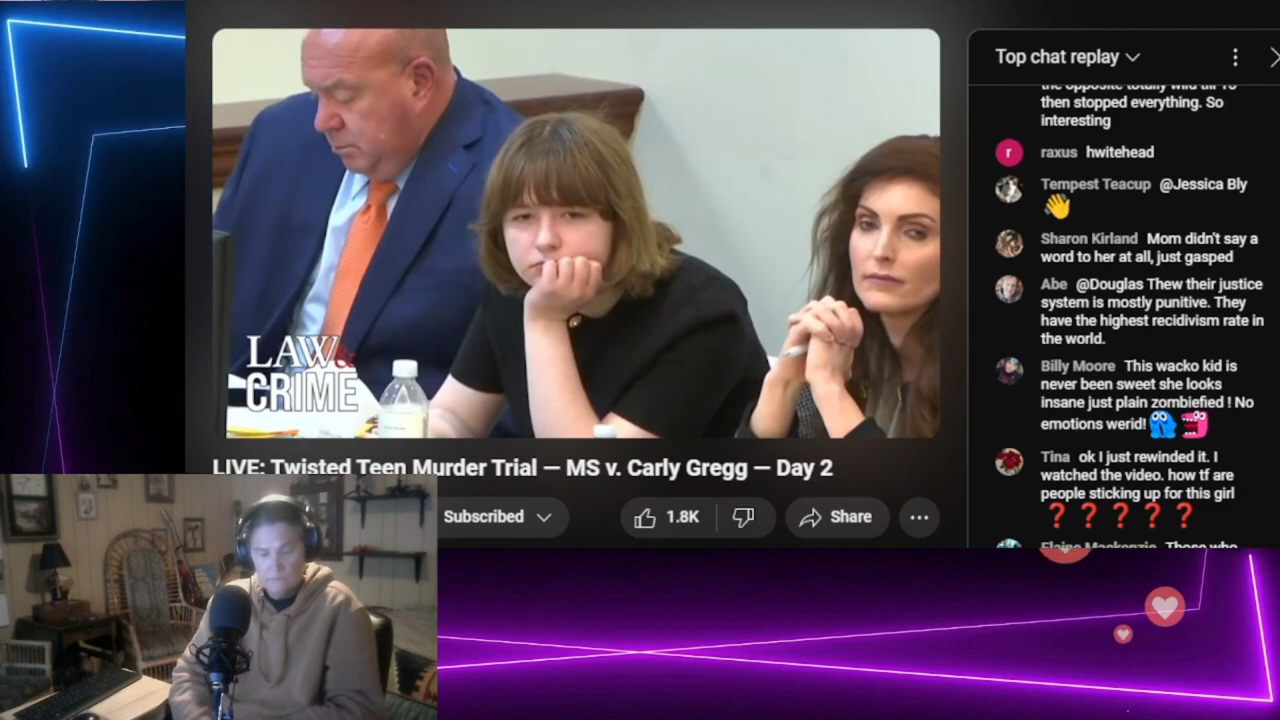 Top chat replay
the opposite totally wild till
then stopped everything. So
interesting
r raxus hwitehead
Tempest Teacup @Jessica Bly
Sharon Kirland Mom didn't say a
word to her at all, just gasped
Abe @Douglas Thew their justice
system is mostly punitive. They
have the highest recidivism rate in
the world.
Billy Moore This wacko kid is
never been sweet she looks
insane just plain zombiefied ! No
emotions werid!
Tina ok I just rewinded it. I
watched the video. how tf are
people sticking up for this girl
❓❓❓❓❓
Elaine Mackenzie Those who
LAW&
CRIME
LIVE: Twisted Teen Murder Trial — MS v. Carly Gregg — Day 2
Subscribed
1.8K
Share